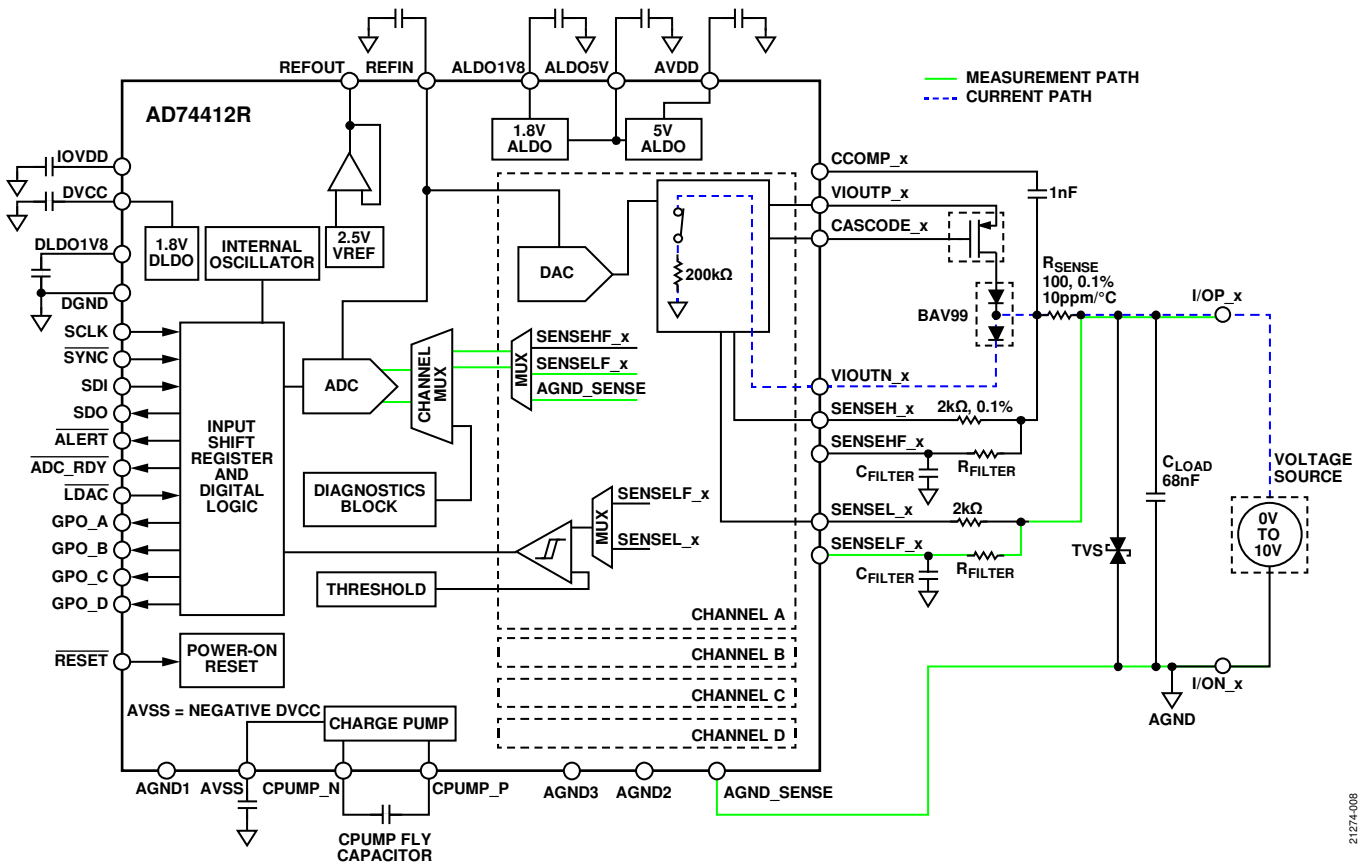 REFOUT
REFIN
ALDO1V8
ALDO5V
AVDD
MEASUREMENT PATH
CURRENT PATH
AD74412R
1.8V
ALDO
5V
ALDO
IOVDD
DVCC
DLDO1V8
DGND
SCLK
SYNC
SDI
SDO
ALERT
ADC_RDY
LDAC
GPO_A
GPO_B
GPO_C
GPO_D
RESET
1.8V
DLDO
INTERNAL
OSCILLATOR
2.5V
VREF
DAC
200kΩ
CCOMP_x
VIOUTP_x
CASCODE_x
1nF
RSENSE
100, 0.1%
10ppm/°C
I/OP_x
BAV99
VIOUTN_x
SENSEH_x
2kΩ, 0.1%
SENSEHF_x
CFILTER
RFILTER
SENSEL_x
2kΩ
SENSELF_x
CFILTER
RFILTER
TVS
CLOAD
68nF
VOLTAGE
SOURCE
0V
TO
10V
I/ON_x
AGND
INPUT
SHIFT
REGISTER
AND
DIGITAL
LOGIC
ADC
CHANNEL
MUX
MUX
SENSEHF_x
SENSELF_x
AGND_SENSE
DIAGNOSTICS
BLOCK
MUX
SENSELF_x
SENSEL_x
THRESHOLD
CHANNEL A
CHANNEL B
CHANNEL C
CHANNEL D
POWER-ON
RESET
AVSS = NEGATIVE DVCC
CHARGE PUMP
AGND1
AVSS
CPUMP_N
CPUMP_P
AGND3
AGND2
AGND_SENSE
CPUMP FLY
CAPACITOR
21274-008